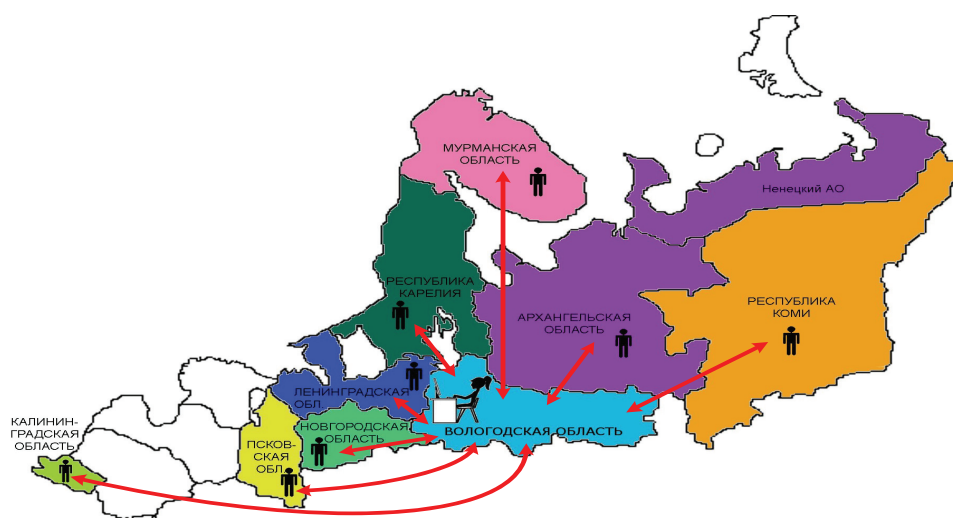 МУРМАНСКАЯ
ОБЛАСТЬ
Ненецкий АО
РЕСПУБЛИКА
КАРЕЛИЯ
АРХАНГЕЛЬСКАЯ
ОБЛАСТЬ
РЕСПУБЛИКА
КОМИ
ЛЕНИНГРАДСКАЯ
ОБЛ.
КАЛИНИН-
ГРАДСКАЯ
ОБЛАСТЬ
НОВГОРОДСКАЯ
ОБЛАСТЬ
ВОЛОГОДСКАЯ ОБЛАСТЬ
ПСКОВ-
СКАЯ
ОБЛ.